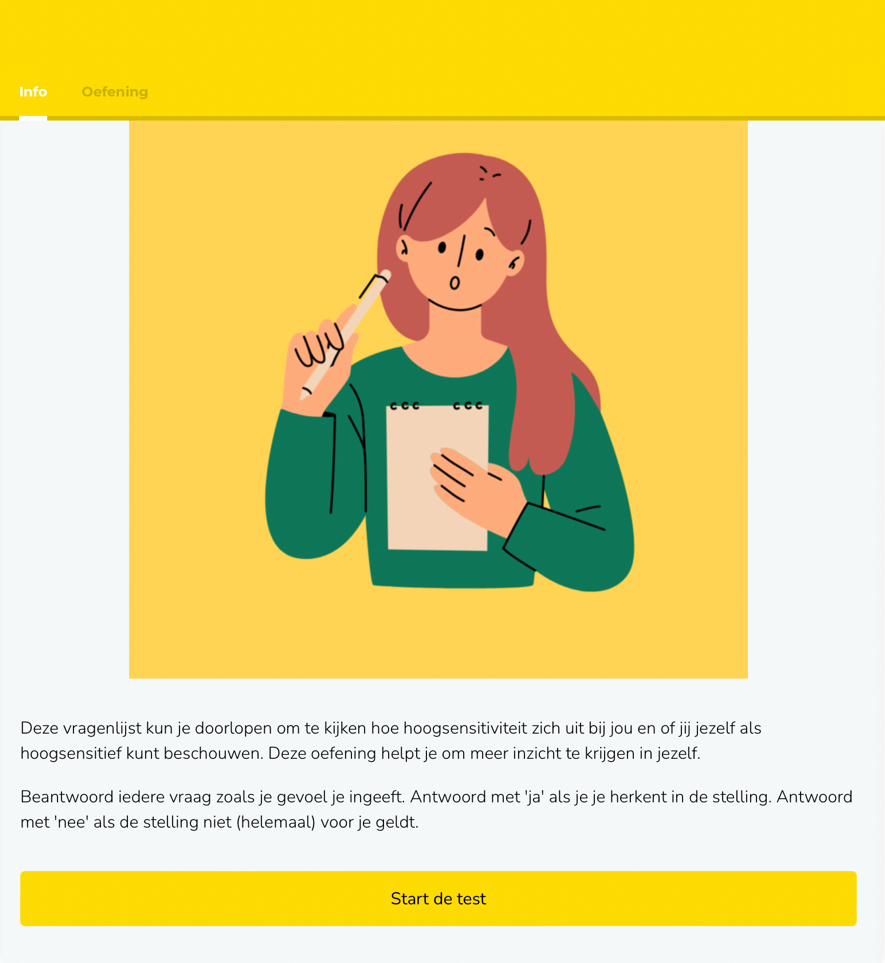 Info Oefening
Deze vragenlijst kun je doorlopen om te kijken hoe hoogsensitiviteit zich uit bij jou en of jij jezelf als
hoogsensitief kunt beschouwen. Deze oefening helpt je om meer inzicht te krijgen in jezelf.
Beantwoord iedere vraag zoals je gevoel je ingeeft. Antwoord met 'ja' als je je herkent in de stelling. Antwoord
met 'nee' als de stelling niet (helemaal) voor je geldt.
Start de test